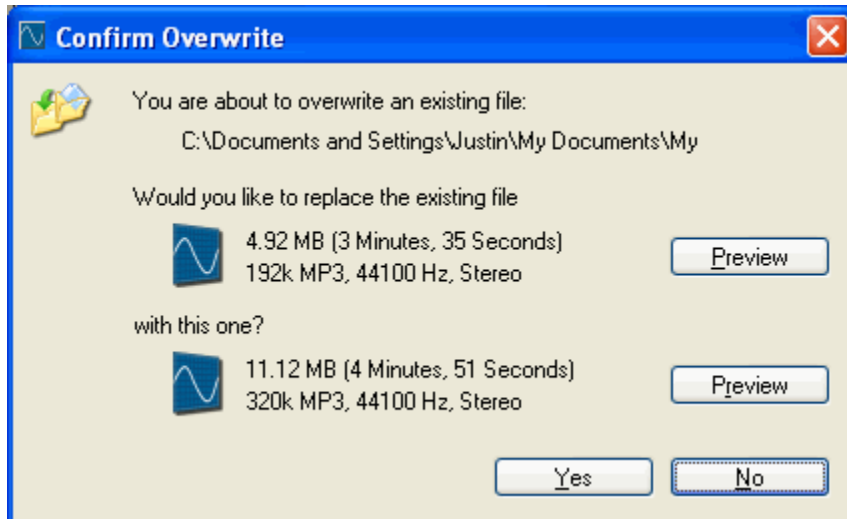 Confirm Overwrite
You are about to overwrite an existing file:
C:\Documents and Settings\Justin\My Documents\My
Would you like to replace the existing file
4.92 MB (3 Minutes, 35 Seconds)
192k MP3, 44100 Hz, Stereo
Preview
with this one?
11.12 MB (4 Minutes, 51 Seconds)
320k MP3, 44100 Hz, Stereo
Preview
Yes No